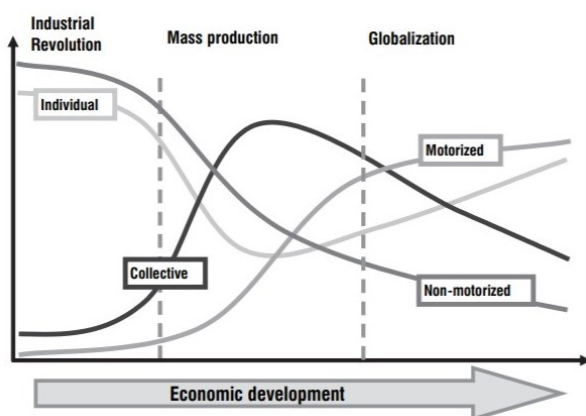 Industrial
Revolution
Mass production
Globalization
Individual
Motorized
Collective
Non-motorized
Economic development